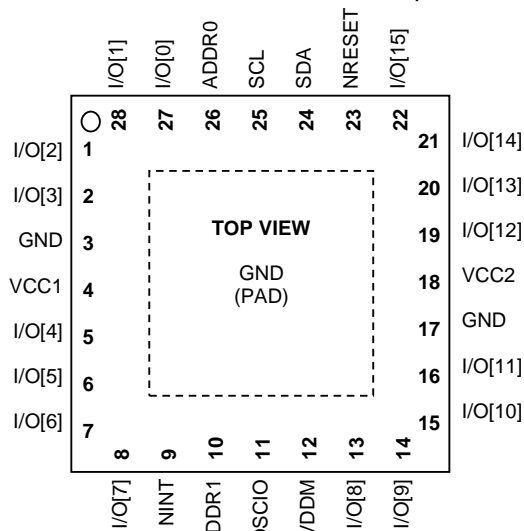 I/O[1]
I/O[0]
ADDR0
SCL
SDA
NRESET
I/O[15]
28
27
26
25
24
23
22
I/O[2] 1
I/O[3] 2
GND 3
VCC1 4
I/O[4] 5
I/O[5] 6
I/O[6] 7
TOP VIEW
GND
(PAD)
21 I/O[14]
20 I/O[13]
19 I/O[12]
18 VCC2
17 GND
16 I/O[11]
15 I/O[10]
8
9
10
11
12
13
14
I/O[7]
NINT
DDR1
OSCIO
VDDM
I/O[8]
I/O[9]